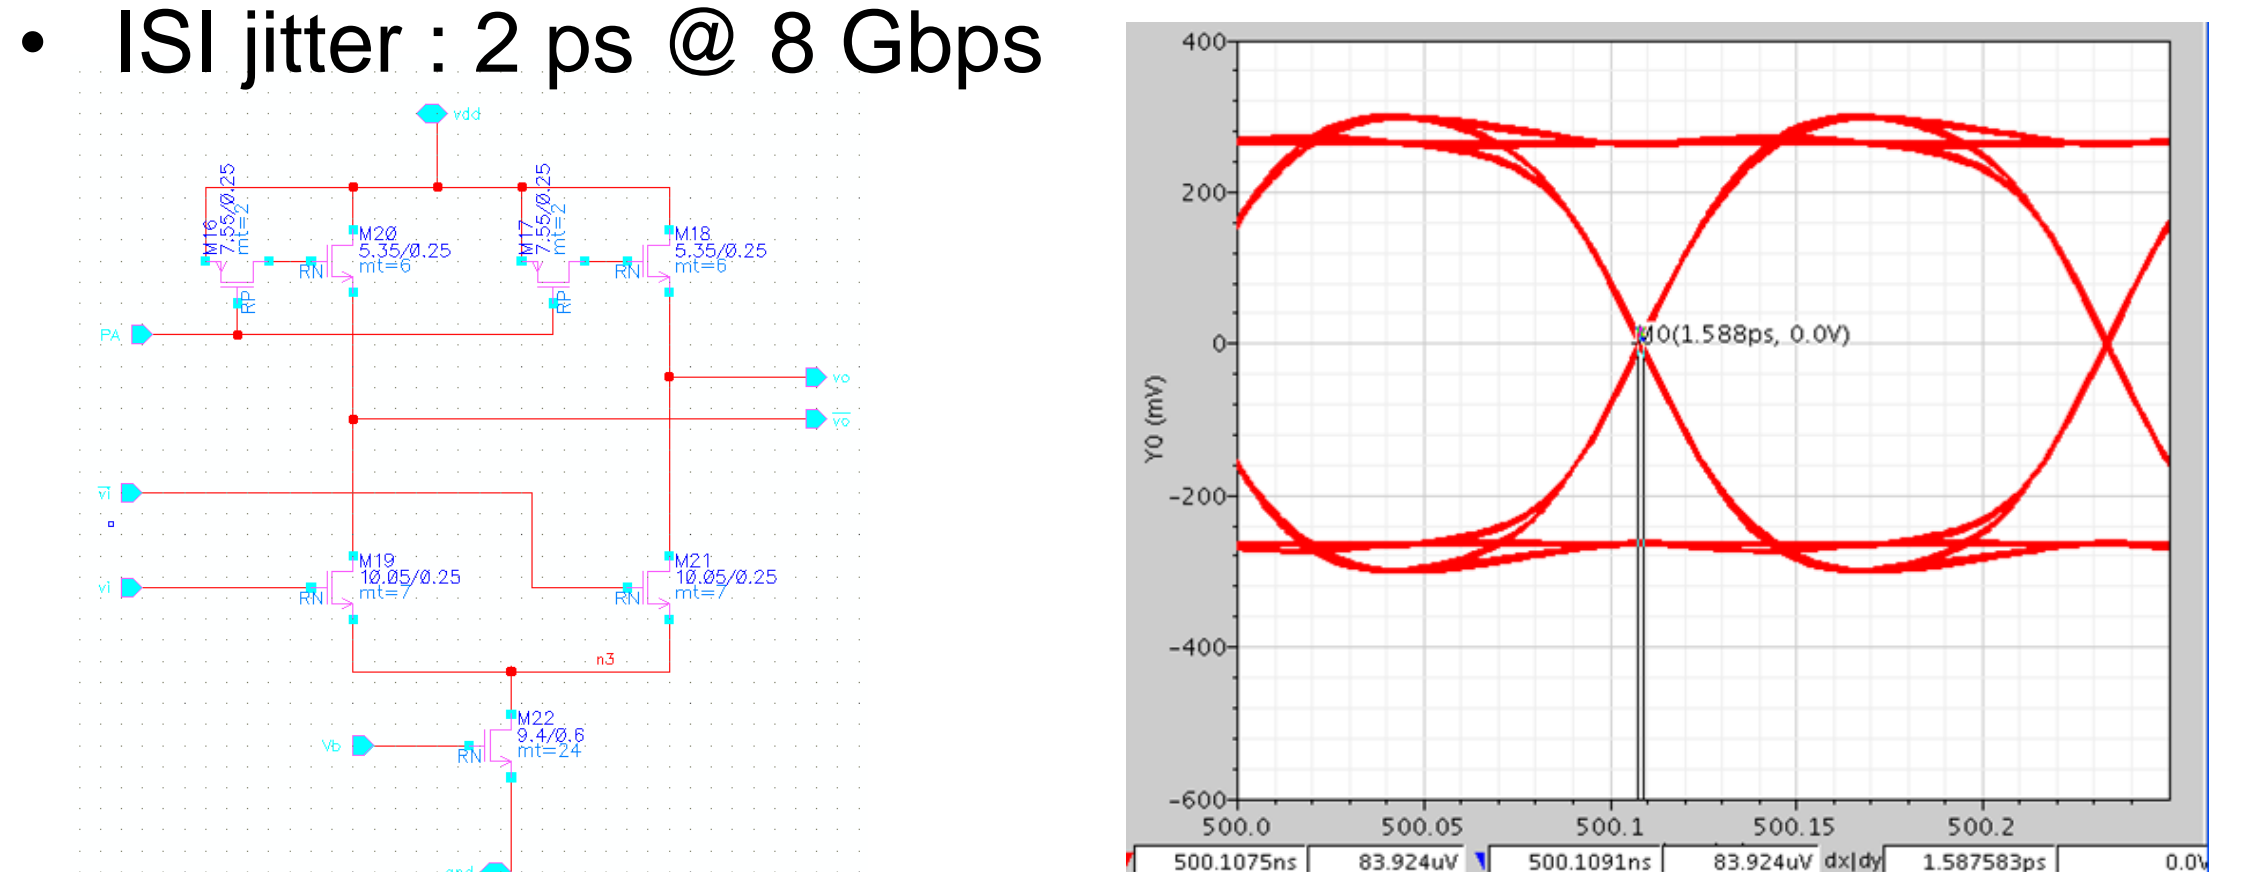 • ISI jitter : 2 ps @ 8 Gbps
vdd
M16
7.55/0.25
mt=2
RP
M20
5.35/0.25
mt=6
RN
M17
7.55/0.25
mt=2
RP
M18
5.35/0.25
mt=6
RN
PA
vo
vo
vi
M19
10.05/0.25
mt=7
RN
M21
10.05/0.25
mt=7
RN
vi
n3
M22
9.4/0.6
mt=24
RN
Vb
gnd
400
200
0
-200
-400
-600
Y0 (mV)
M0(1.588ps, 0.0V)
500.0 500.05 500.1 500.15 500.2
500.1075ns 83.924uV 500.1091ns 83.924uV dx|dy 1.587583ps 0.0V